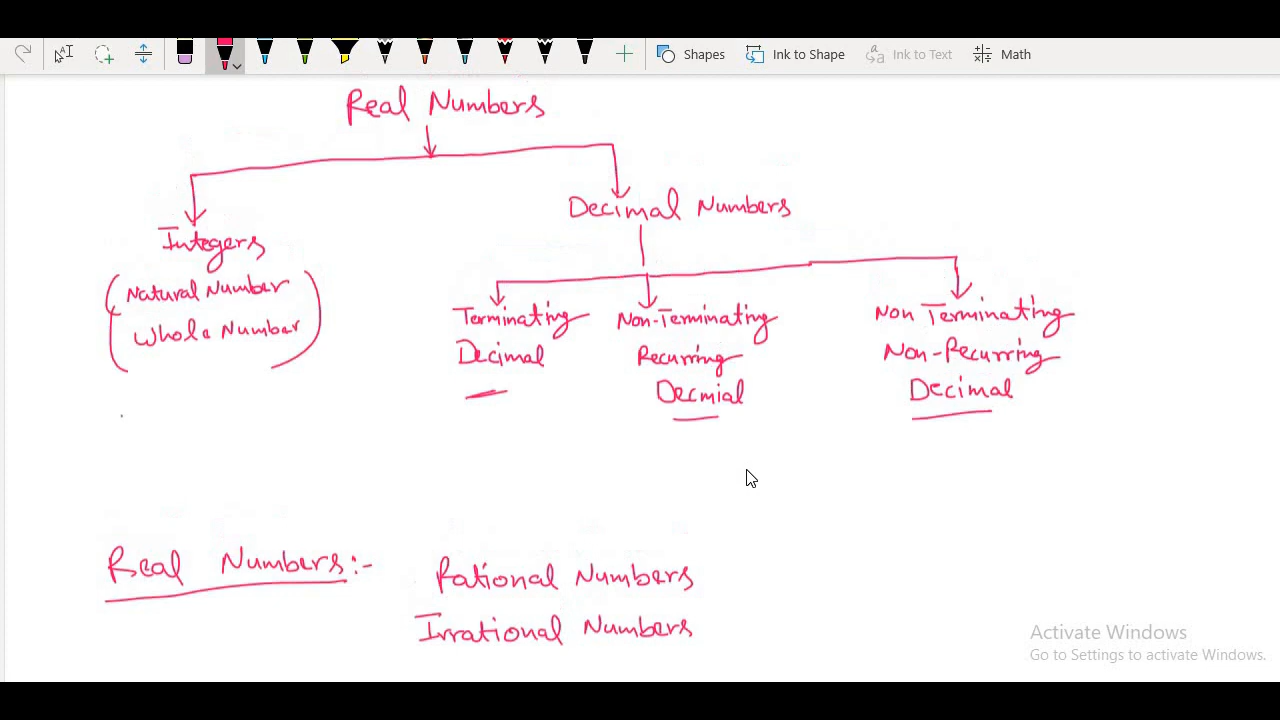 Shapes
Ink to Shape
Ink to Text
Math
Real Numbers
Decimal Numbers
Integers
(Natural Number
Whole Number)
Terminating
Decimal
Non-Terminating
Recurring
Decmial
Non Terminating
Non-Recurring
Decimal
Real Numbers:-
Rational Numbers
Irrational Numbers
Activate Windows
Go to Settings to activate Windows.